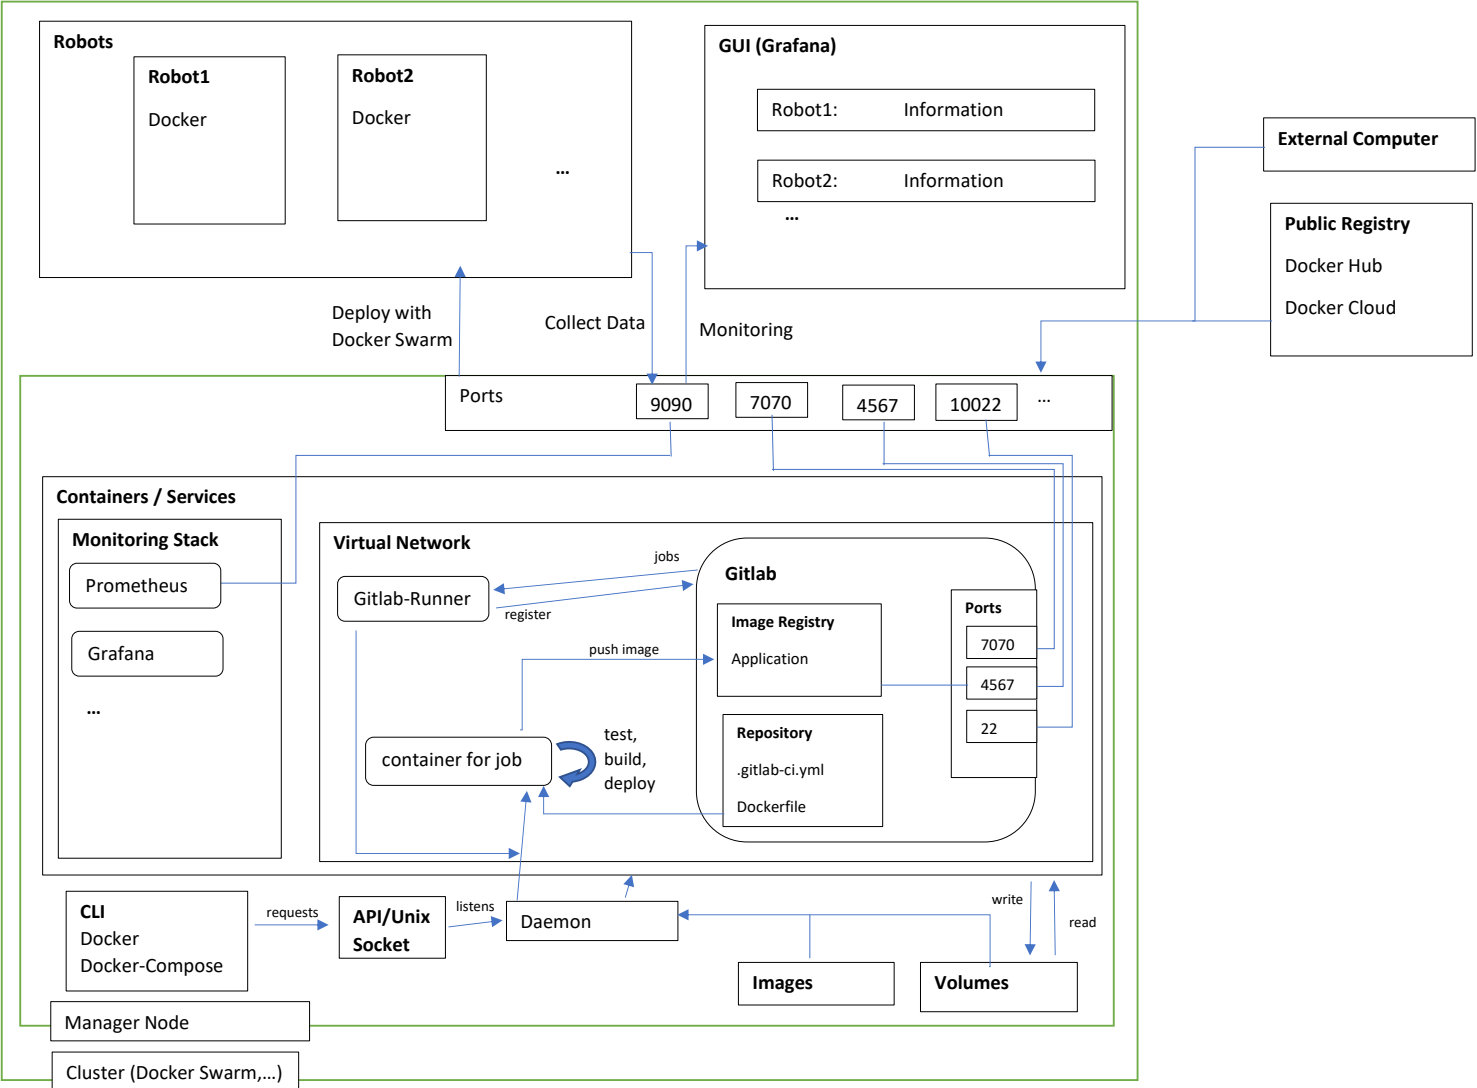 Robots
Robot1
Docker
Robot2
Docker
...
GUI (Grafana)
Robot1: Information
Robot2: Information
...
External Computer
Public Registry
Docker Hub
Docker Cloud
Deploy with
Docker Swarm
Collect Data
Monitoring
Ports
9090
7070
4567
10022
...
Containers / Services
Monitoring Stack
Prometheus
Grafana
...
Virtual Network
Gitlab-Runner
jobs
register
push image
container for job
test,
build,
deploy
Gitlab
Image Registry
Application
Repository
.gitlab-ci.yml
Dockerfile
Ports
7070
4567
22
CLI
Docker
Docker-Compose
requests
API/Unix
Socket
listens
Daemon
write
read
Images
Volumes
Manager Node
Cluster (Docker Swarm,...)